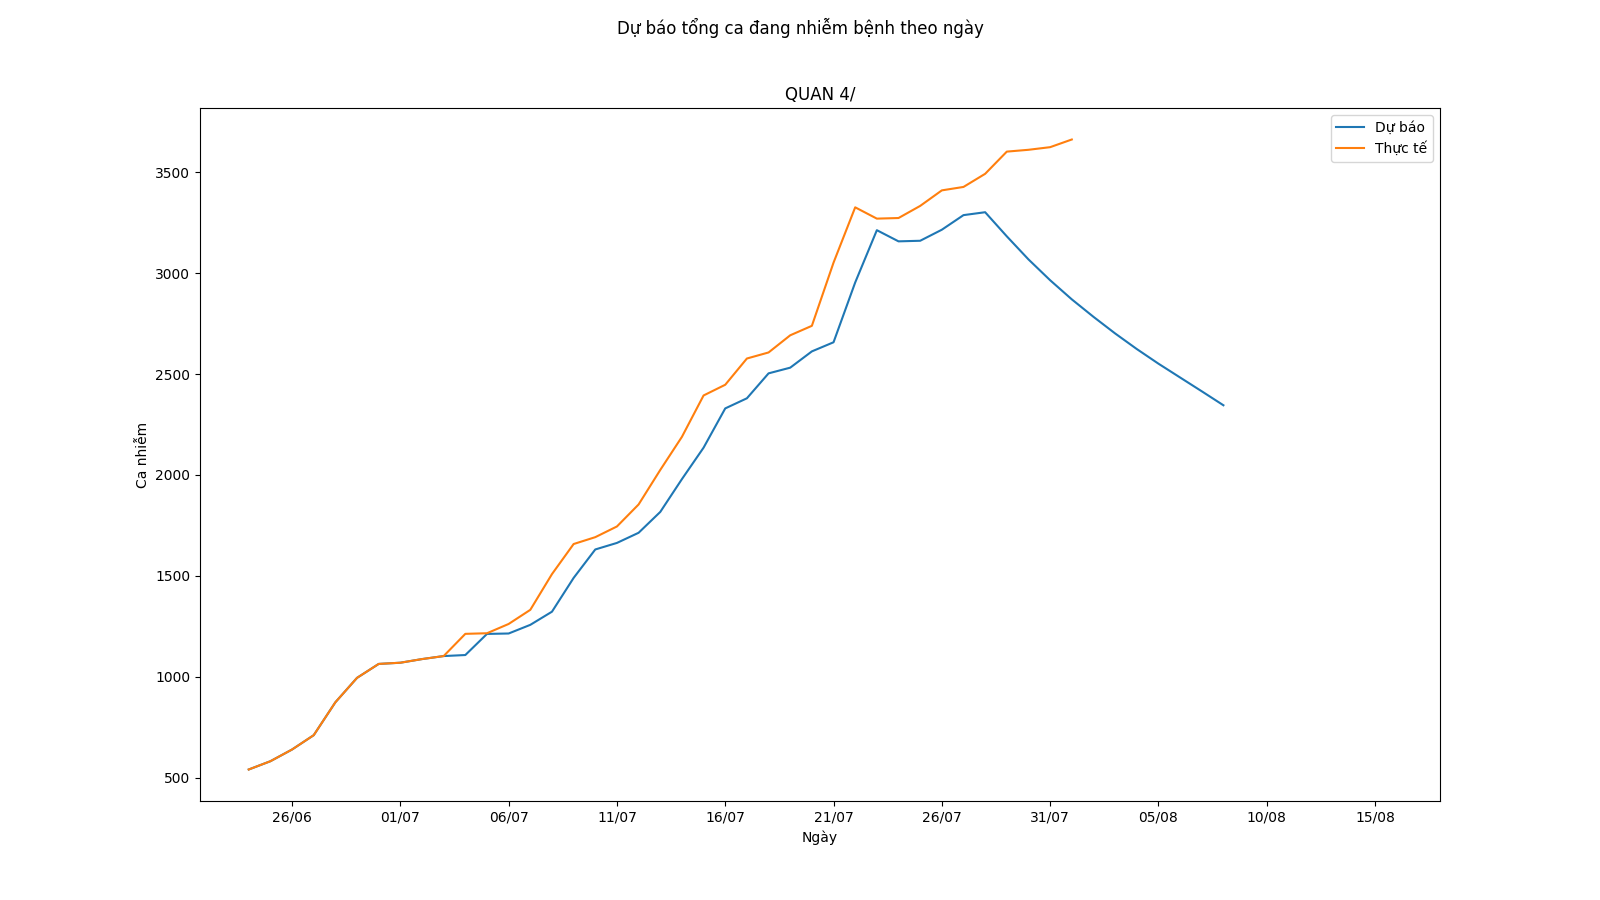 Dự báo tổng ca đang nhiễm bệnh theo ngày
QUAN 4/
Dự báo
Thực tế
Ca nhiễm
3500
3000
2500
2000
1500
1000
500
26/06 01/07 06/07 11/07 16/07 21/07 26/07 31/07 05/08 10/08 15/08
Ngày